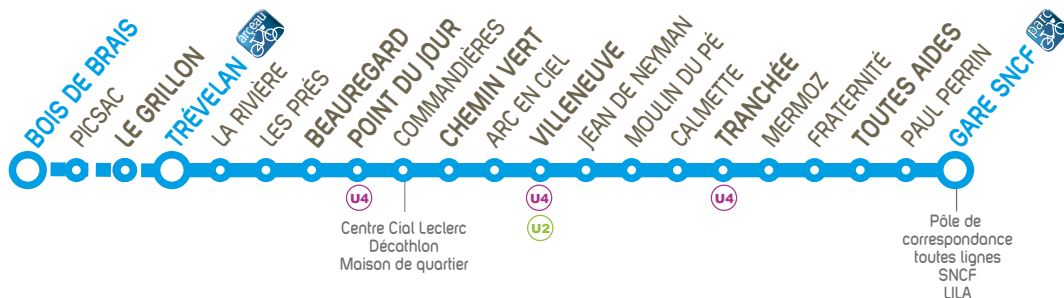 BOIS DE BRAIS
PICSAC
LE GRILLON
TRÉVELAN
arceau
LA RIVIÈRE
LES PRÉS
BEAUREGARD
POINT DU JOUR
COMMANDIÈRES
CHEMIN VERT
ARC EN CIEL
VILLENEUVE
JEAN DE NEYMAN
MOULIN DU PÉ
CALMETTE
TRANCHÉE
MERMOZ
FRATERNITÉ
TOUTES AIDES
PAUL PERRIN
GARE SNCF
parc
U4
U4
U4
U2
Centre Cial Leclerc
Décathlon
Maison de quartier
Pôle de
correspondance
toutes lignes
SNCF
LILA